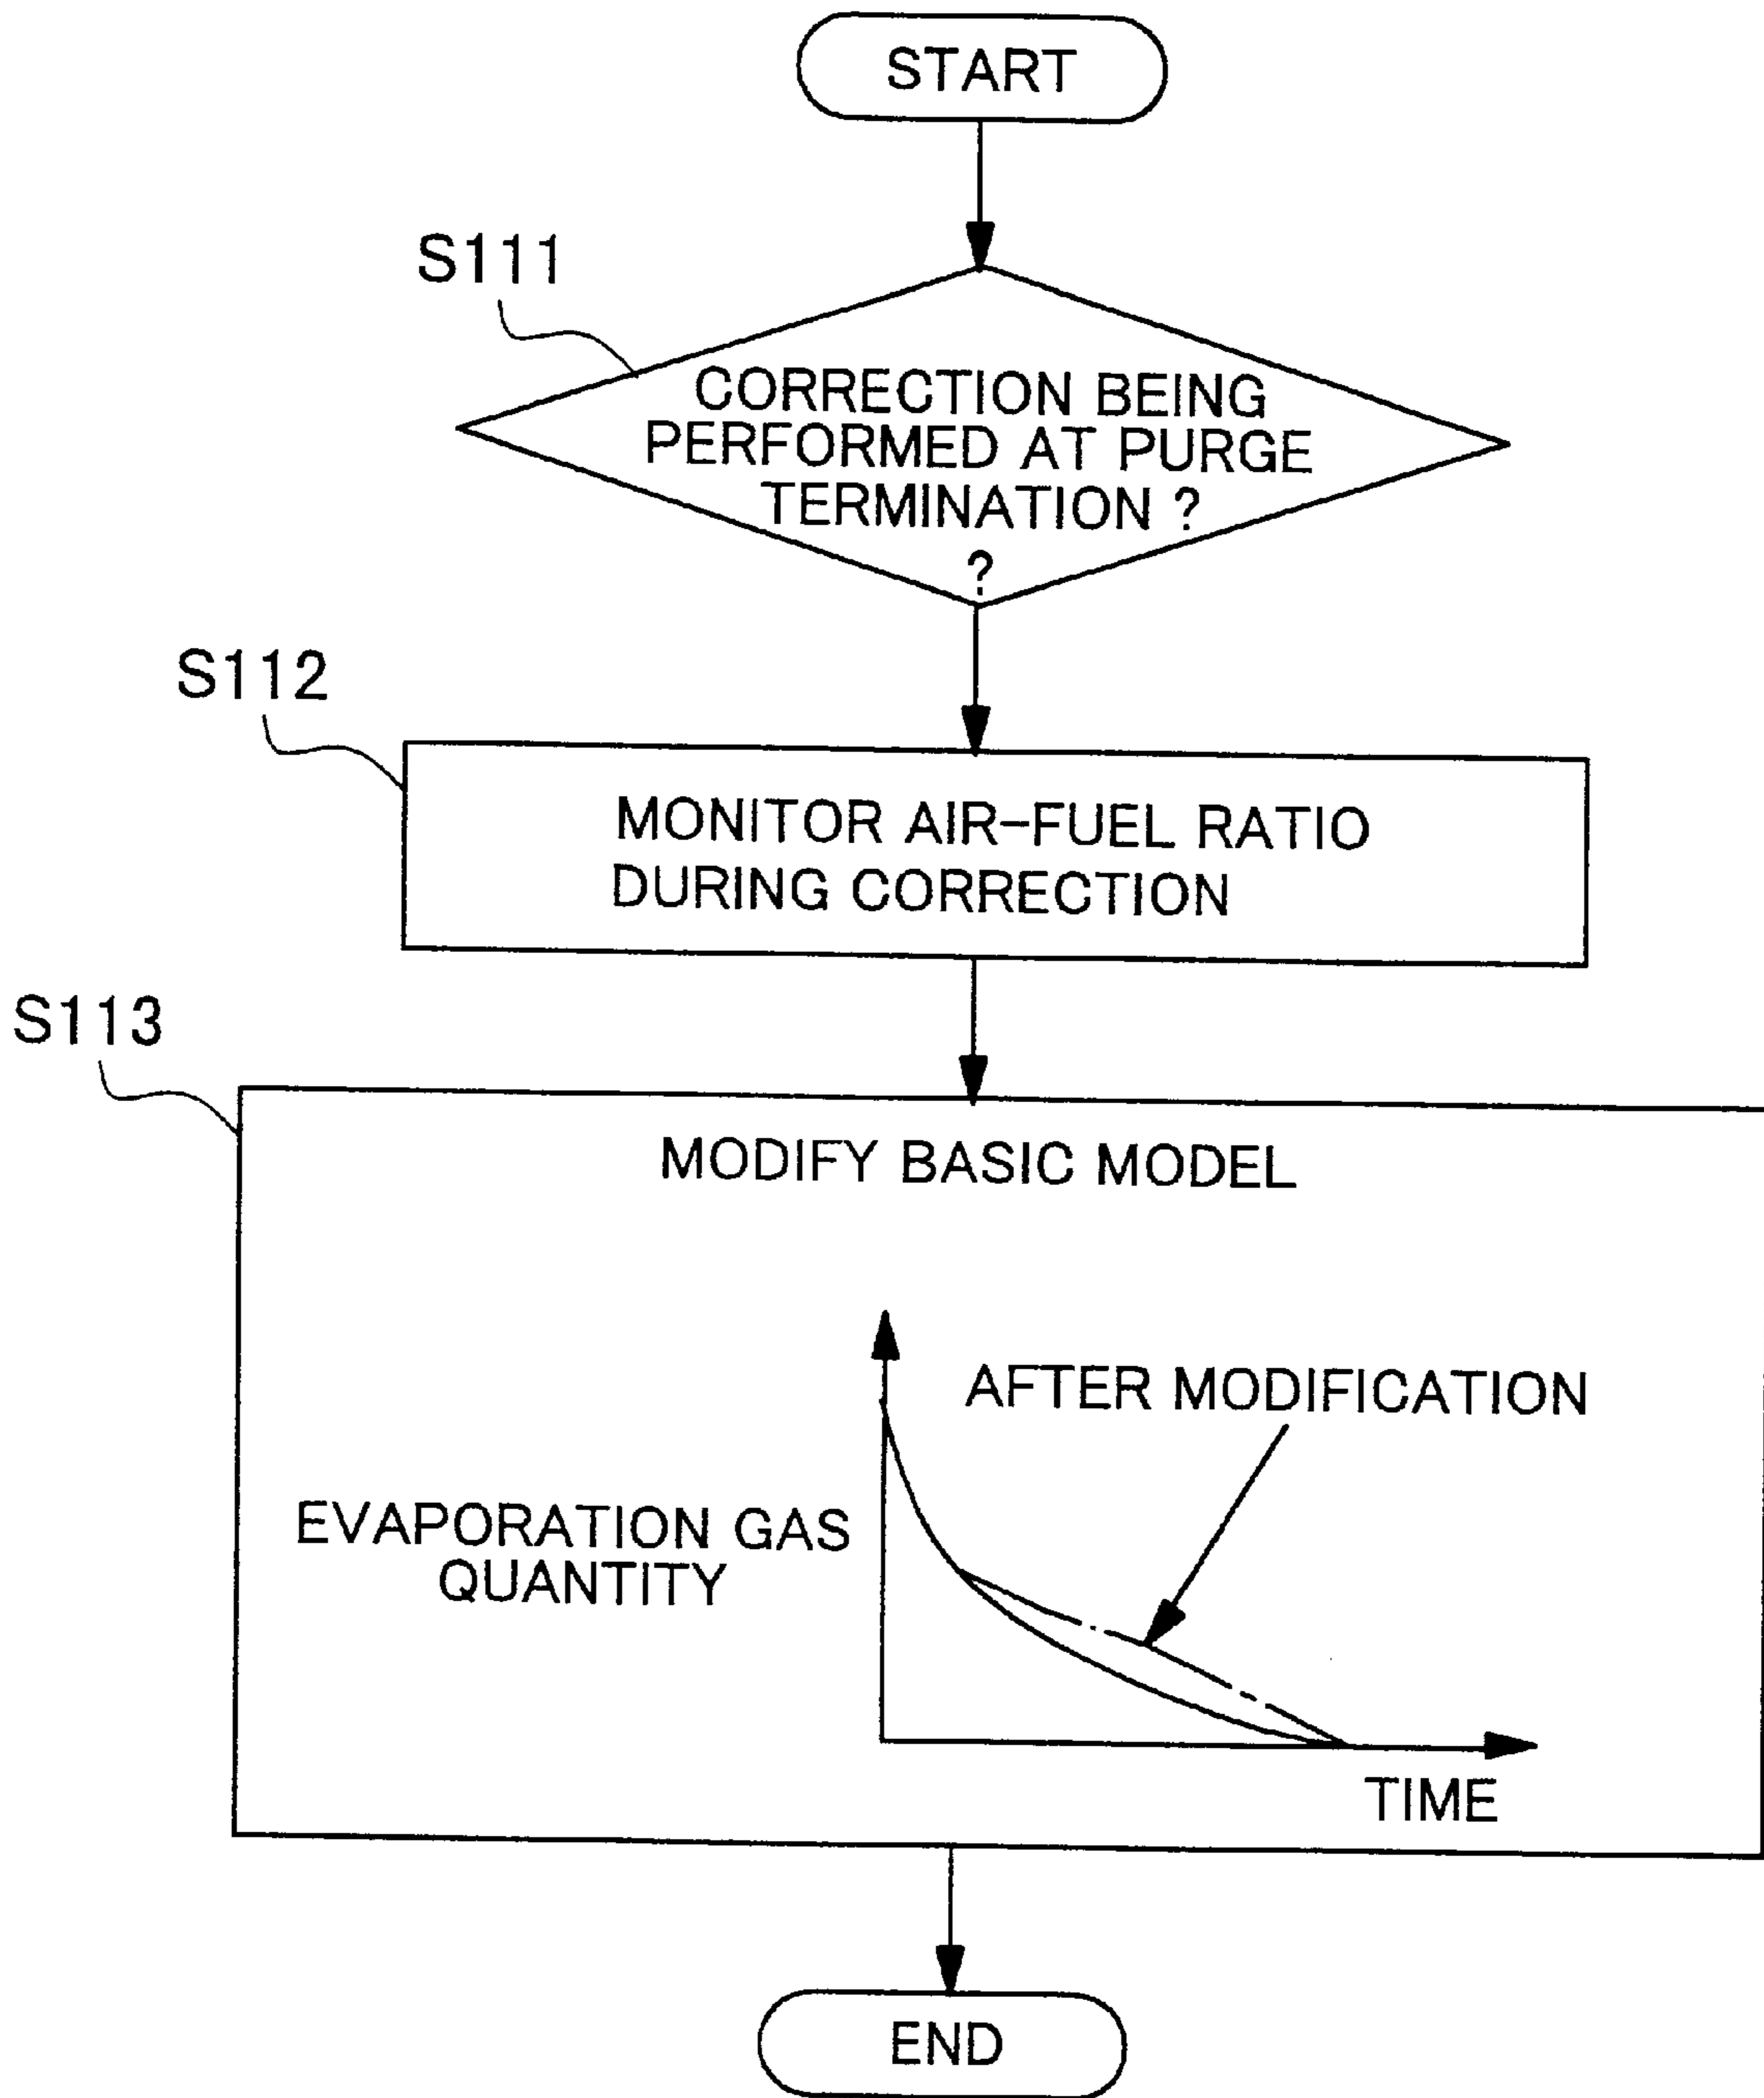 START
S111
CORRECTION BEING
PERFORMED AT PURGE
TERMINATION ?
?
S112
MONITOR AIR-FUEL RATIO
DURING CORRECTION
S113
MODIFY BASIC MODEL
AFTER MODIFICATION
EVAPORATION GAS
QUANTITY
TIME
END